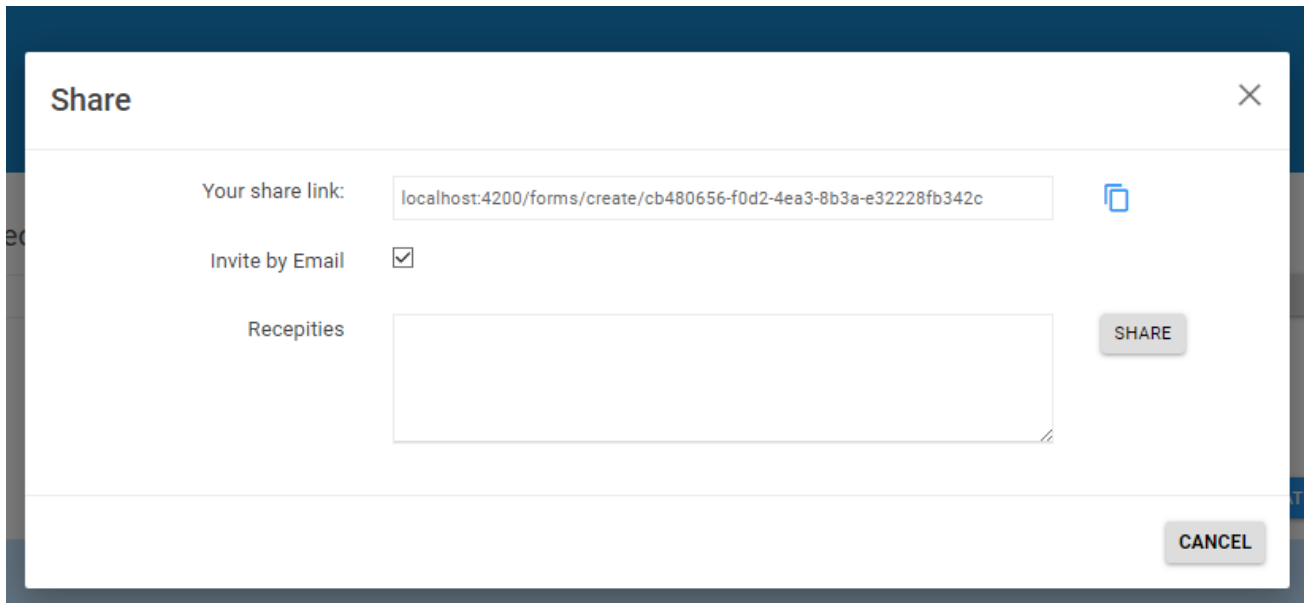 Share
Your share link:
localhost:4200/forms/create/cb480656-f0d2-4ea3-8b3a-e32228fb342c
Invite by Email
Recepities
SHARE
CANCEL